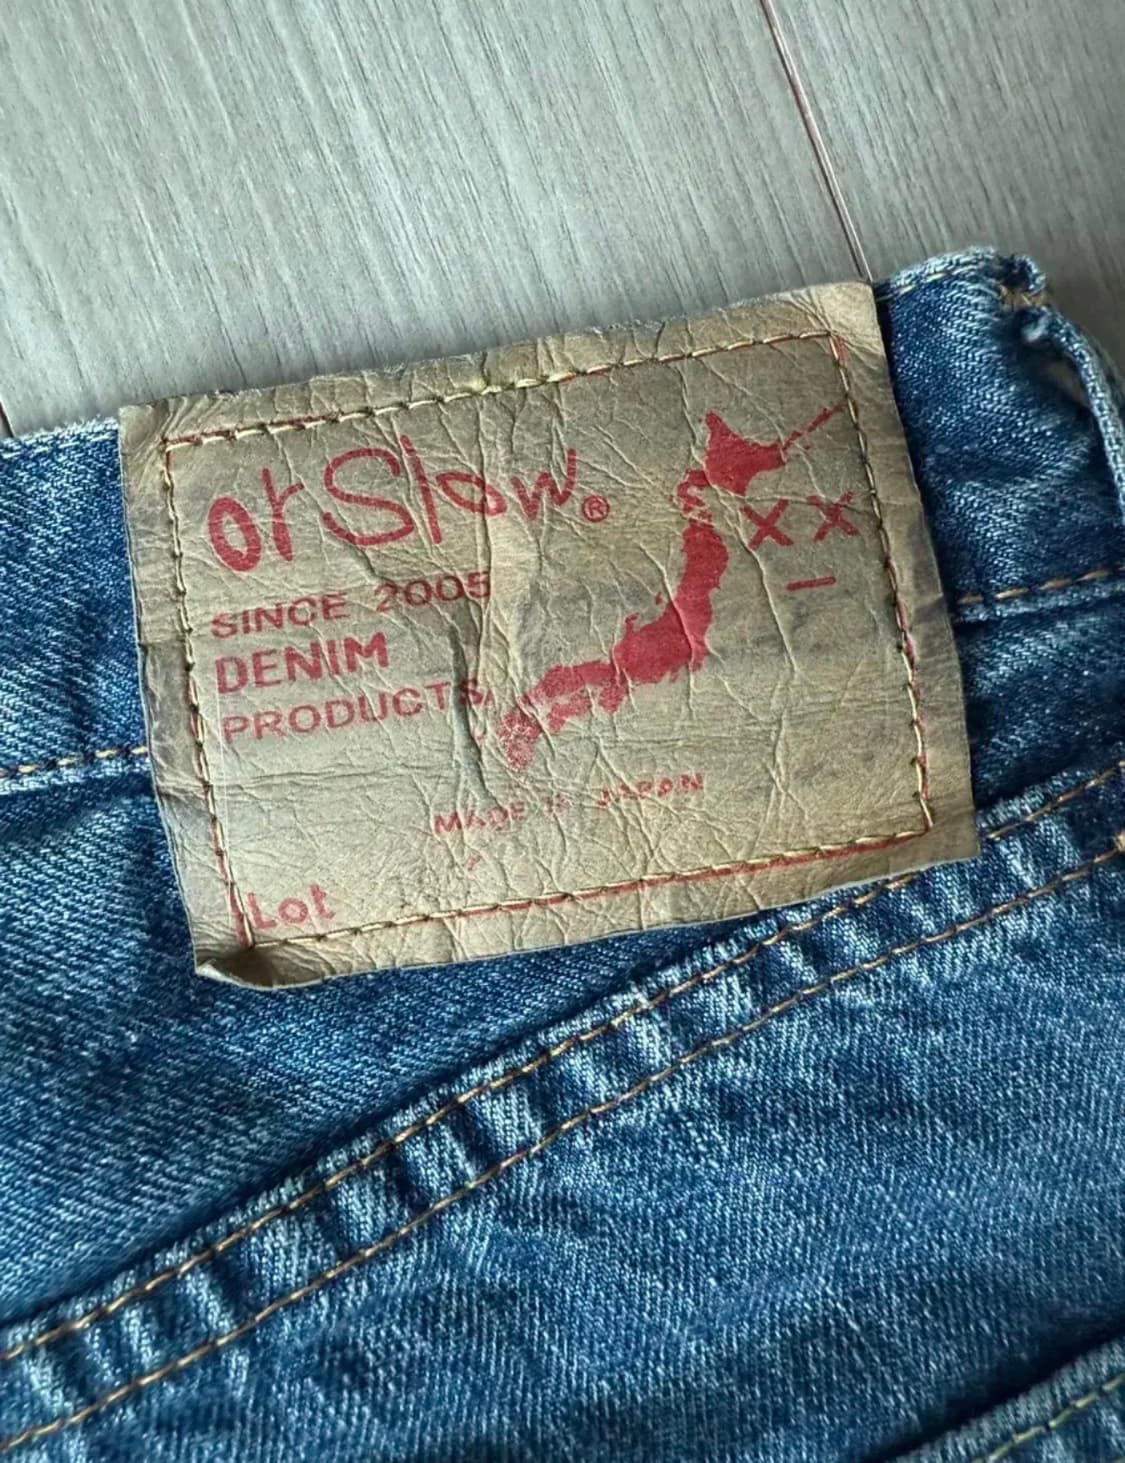 orSlow®
SINCE 2005
DENIM
PRODUCTS
XX
MADE IN JAPAN
Lot